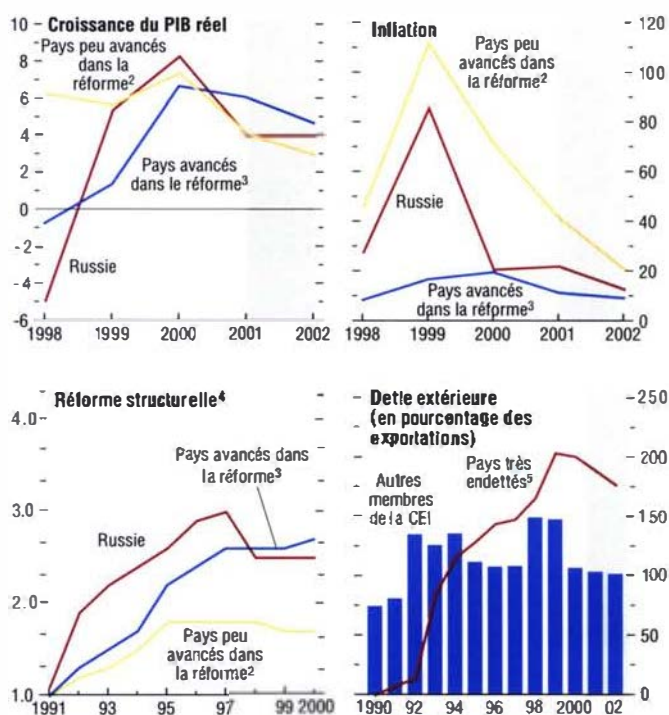 Croissance du PIB réel
10
8
6
4
2
0
-2
-4
-6
Pays peu avancés
dans la
réforme²
Pays avancés
dans le réforme³
Russie
1998 1999 2000 2001 2002
Inflation
120
100
80
60
40
20
0
Pays peu
avancés dans
la réforme²
Russie
Pays avancés
dans la réforme³
1998 1999 2000 2001 2002
Réforme structurelle⁴
4.0
3.0
2.0
1.0
Pays avancés dans
la réforme³
Russie
Pays peu
avancés dans
la réforme²
1991 93 95 97 99 2000
Dette extérieure
(en pourcentage des
exportations)
250
200
150
100
50
0
Autres
membres
de la CEI
Pays très
endettés⁵
1990 92 94 96 98 2000 02